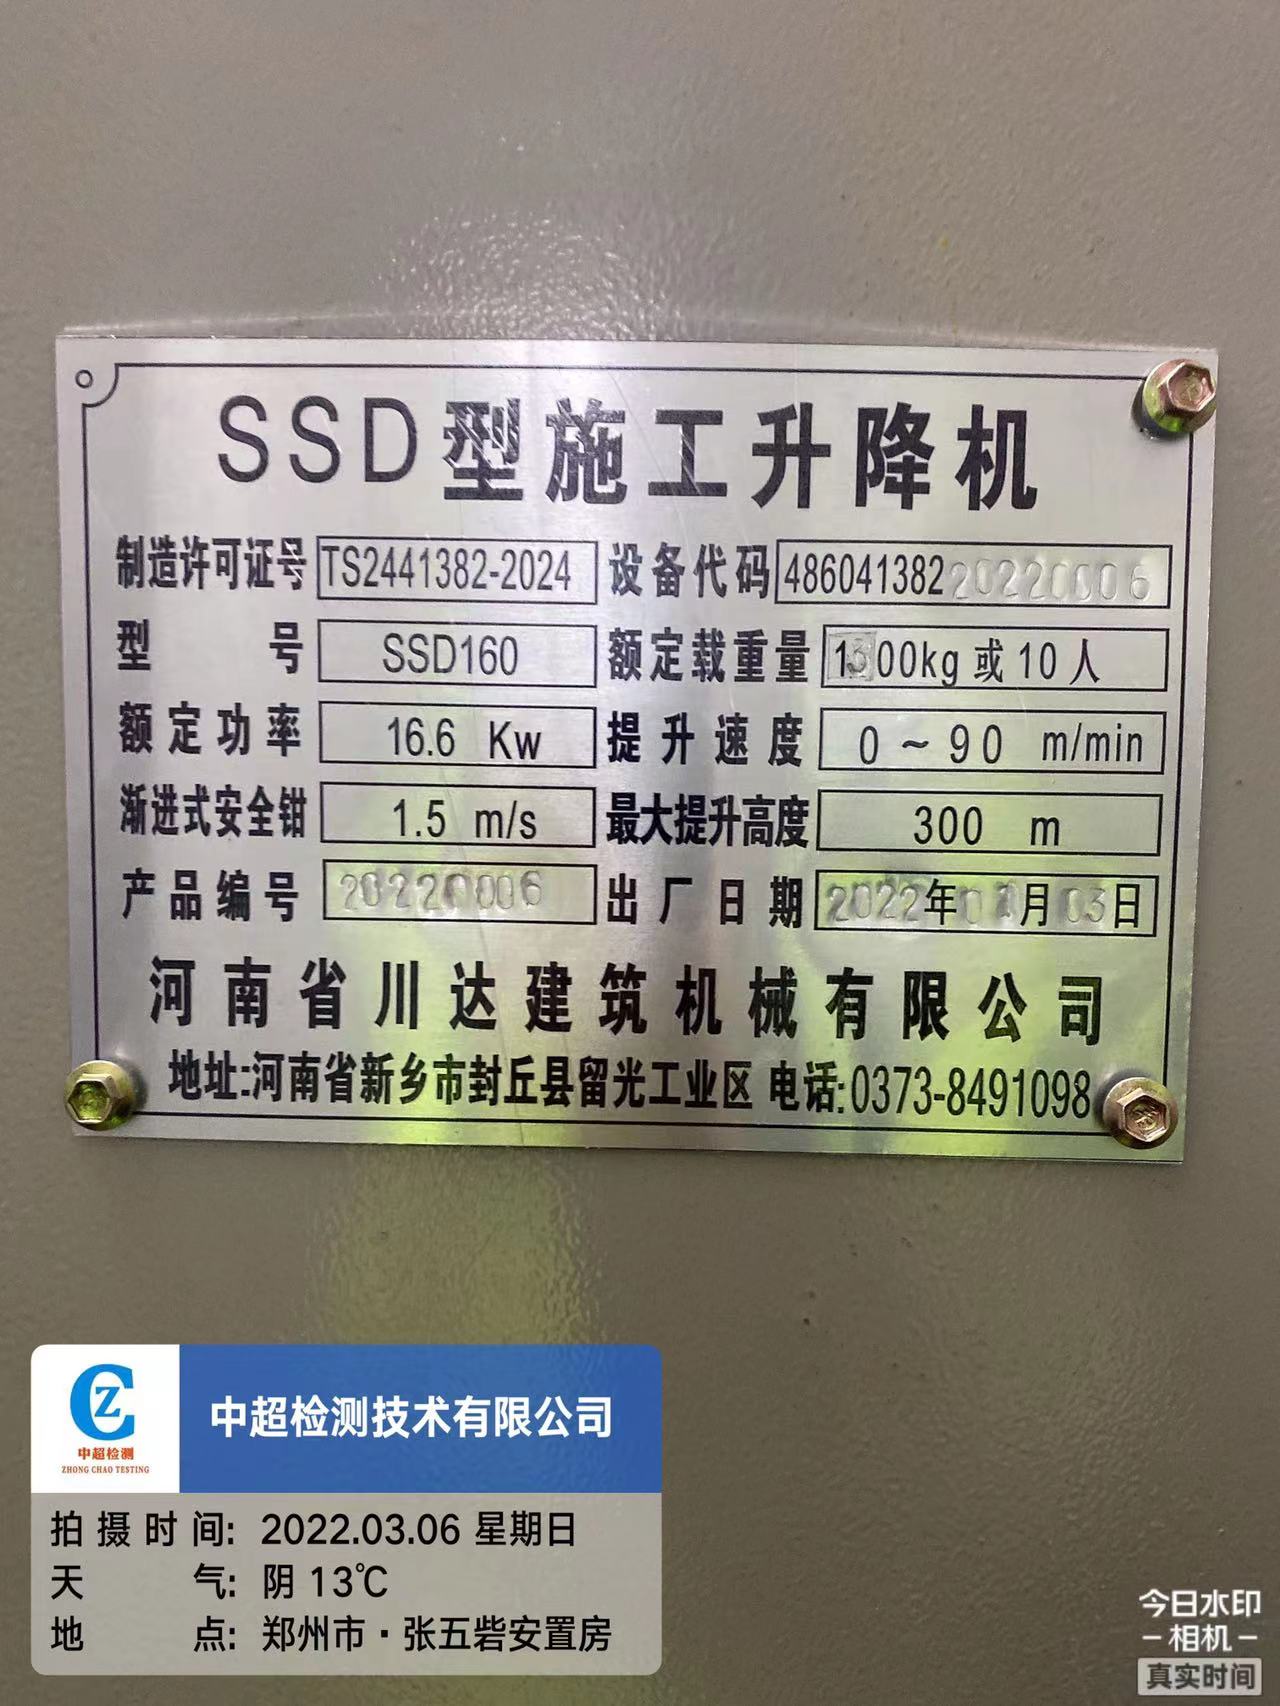 SSD型施工升降机
制造许可证号 TS2441382-2024 设备代码 48604138220220006
型号 SSD160 额定载重量 1300kg或10人
额定功率 16.6 Kw 提升速度 0~90 m/min
渐进式安全钳 1.5 m/s 最大提升高度 300 m
产品编号 20220006 出厂日期 2022年01月03日
河南省川达建筑机械有限公司
地址:河南省新乡市封丘县留光工业区 电话:0373-8491098
CZ
中超检测
ZHONG CHAO TESTING
中超检测技术有限公司
拍摄时间: 2022.03.06 星期日
天气: 阴 13℃
地点: 郑州市·张五砦安置房
今日水印
相机
真实时间